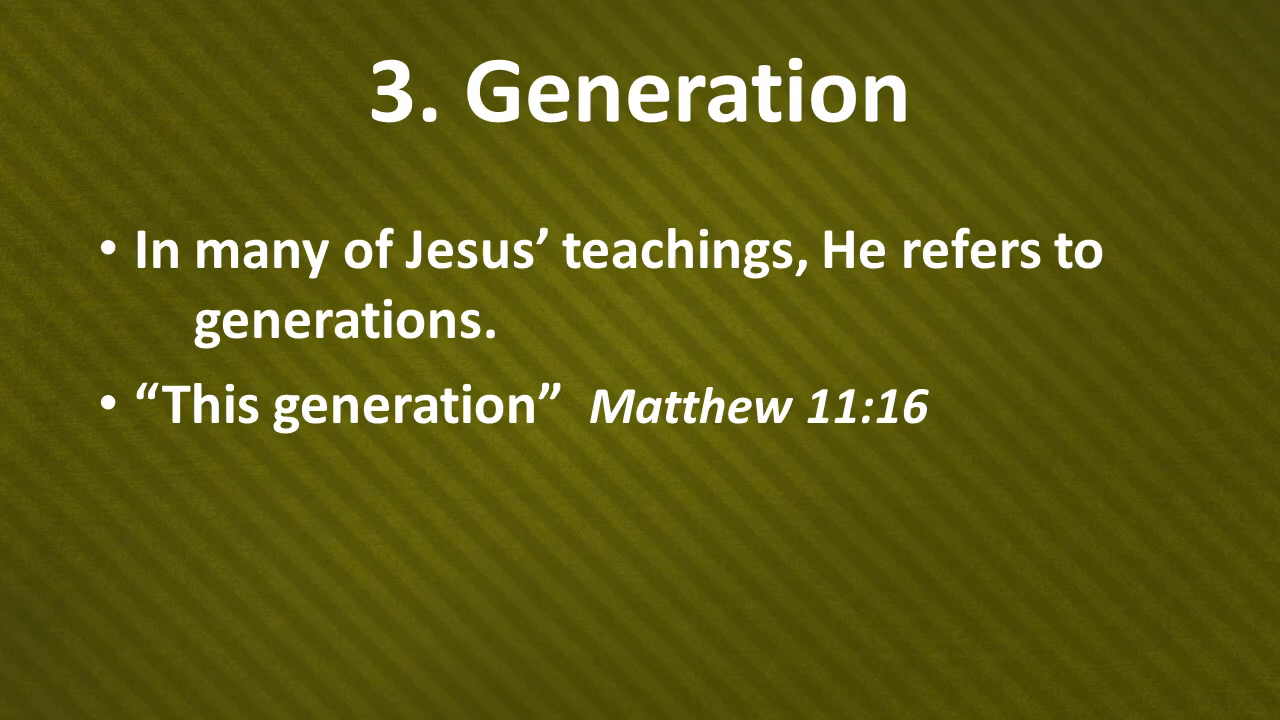 3. Generation
• In many of Jesus’ teachings, He refers to
generations.
• “This generation” Matthew 11:16